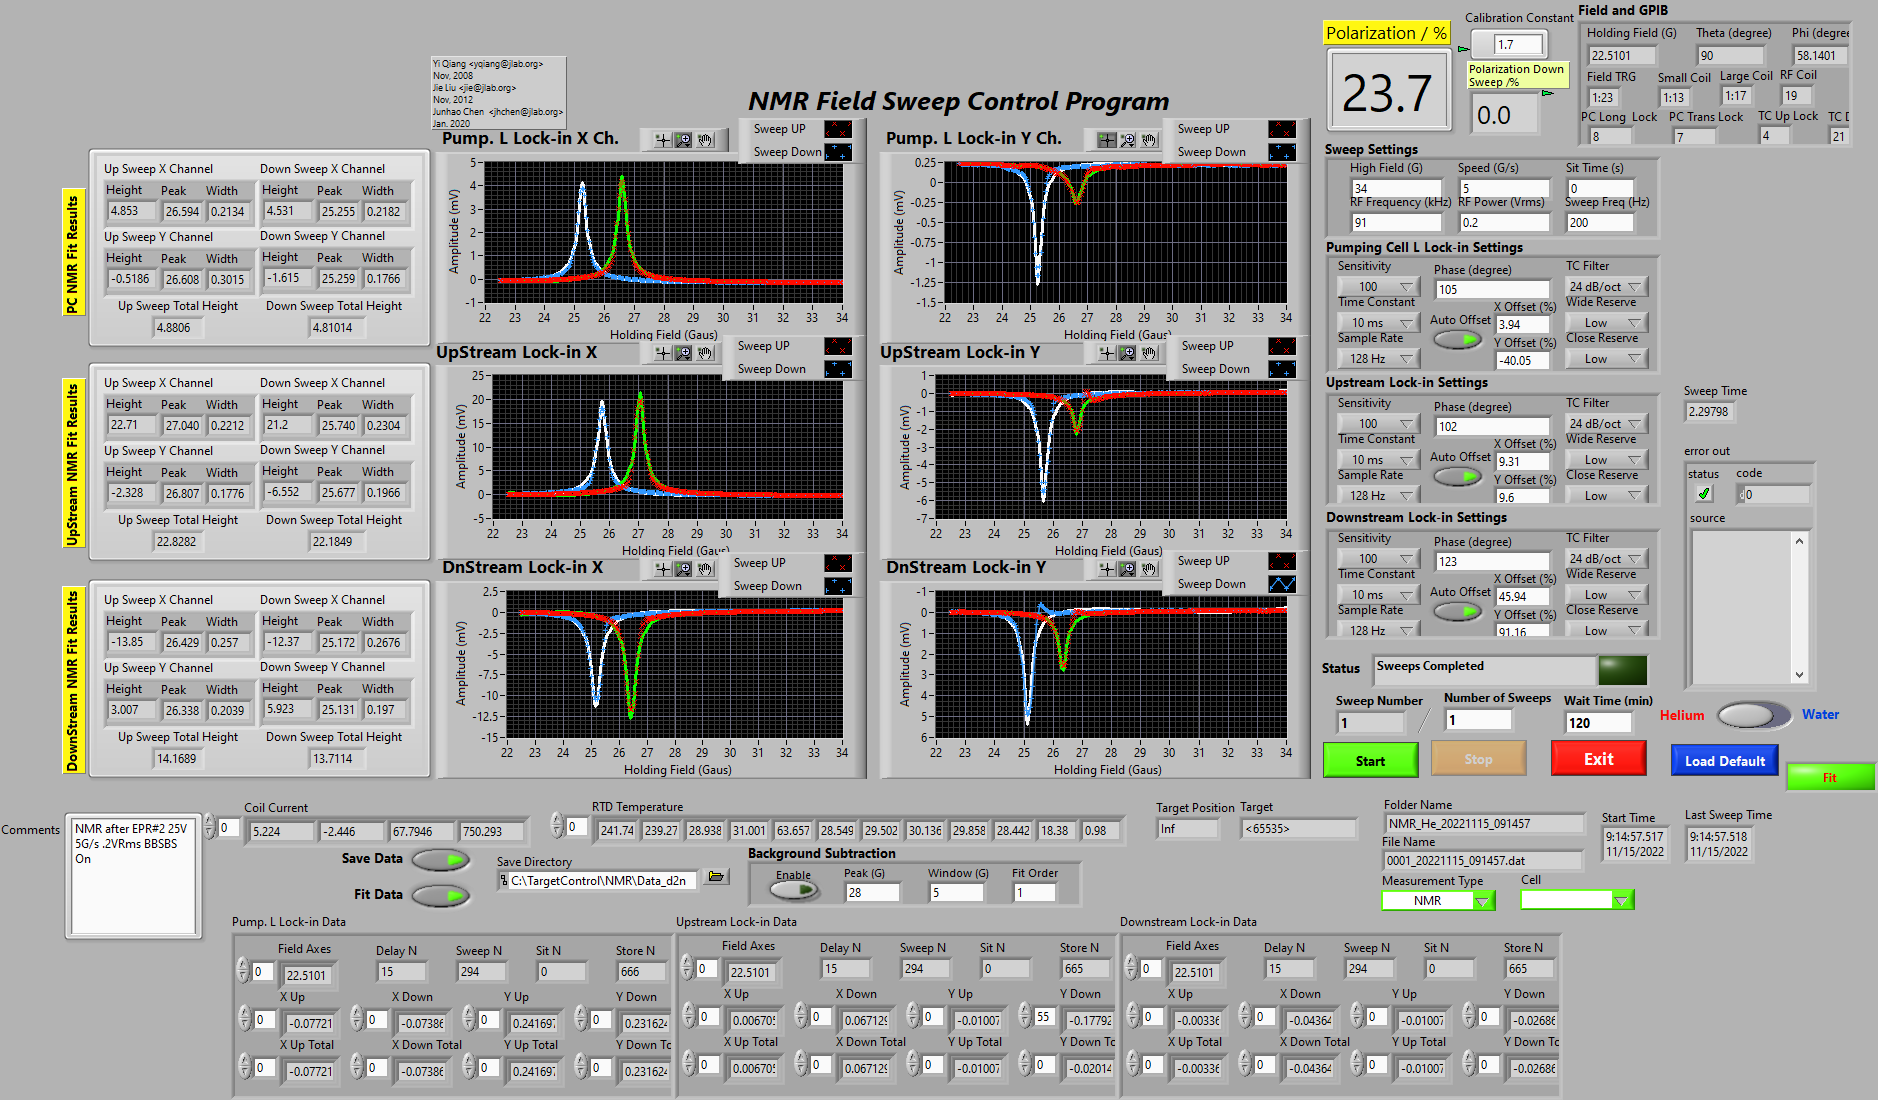 Yi Qiang <yqiang@jlab.org>
Nov, 2008
Jie Liu <jie@jlab.org>
Nov, 2012
Junhao Chen <jhchen@jlab.org>
Jan. 2020
NMR Field Sweep Control Program
Polarization / %
23.7
Calibration Constant
1.7
Polarization Down
Sweep /%
0.0
Field and GPIB
Holding Field (G) Theta (degree) Phi (degree
22.5101 90 58.1401
Field TRG Small Coil Large Coil RF Coil
1:23 1:13 1:17 19
PC Long Lock PC Trans Lock TC Up Lock TC D
8 7 4 21
PC NMR Fit Results
Up Sweep X Channel Down Sweep X Channel
Height Peak Width Height Peak Width
4.853 26.594 0.2134 4.531 25.255 0.2182
Up Sweep Y Channel Down Sweep Y Channel
Height Peak Width Height Peak Width
-0.5186 26.608 0.3015 -1.615 25.259 0.1766
Up Sweep Total Height Down Sweep Total Height
4.8806 4.81014
Pump. L Lock-in X Ch.
Sweep UP
Sweep Down
Amplitude (mV)
5
4
3
2
1
0
-1
22 23 24 25 26 27 28 29 30 31 32 33 34
Holding Field (Gaus)
Pump. L Lock-in Y Ch.
Sweep UP
Sweep Down
Amplitude (mV)
0.25
0
-0.25
-0.5
-0.75
-1
-1.25
-1.5
22 23 24 25 26 27 28 29 30 31 32 33 34
Holding Field (Gaus)
UpStream NMR Fit Results
Up Sweep X Channel Down Sweep X Channel
Height Peak Width Height Peak Width
22.71 27.040 0.2212 21.2 25.740 0.2304
Up Sweep Y Channel Down Sweep Y Channel
Height Peak Width Height Peak Width
-2.328 26.807 0.1776 -6.552 25.677 0.1966
Up Sweep Total Height Down Sweep Total Height
22.8282 22.1849
UpStream Lock-in X
Sweep UP
Sweep Down
Amplitude (mV)
25
20
15
10
5
0
-5
22 23 24 25 26 27 28 29 30 31 32 33 34
Holding Field (Gaus)
UpStream Lock-in Y
Sweep UP
Sweep Down
Amplitude (mV)
1
0
-1
-2
-3
-4
-5
-6
-7
22 23 24 25 26 27 28 29 30 31 32 33 34
Holding Field (Gaus)
DownStream NMR Fit Results
Up Sweep X Channel Down Sweep X Channel
Height Peak Width Height Peak Width
-13.85 26.429 0.257 -12.37 25.172 0.2676
Up Sweep Y Channel Down Sweep Y Channel
Height Peak Width Height Peak Width
3.007 26.338 0.2039 5.923 25.131 0.197
Up Sweep Total Height Down Sweep Total Height
14.1689 13.7114
DnStream Lock-in X
Sweep UP
Sweep Down
Amplitude (mV)
2.5
0
-2.5
-5
-7.5
-10
-12.5
-15
22 23 24 25 26 27 28 29 30 31 32 33 34
Holding Field (Gaus)
DnStream Lock-in Y
Sweep UP
Sweep Down
Amplitude (mV)
-1
0
1
2
3
4
5
6
22 23 24 25 26 27 28 29 30 31 32 33 34
Holding Field (Gaus)
Sweep Settings
High Field (G) Speed (G/s) Sit Time (s)
34 5 0
RF Frequency (kHz) RF Power (Vrms) Sweep Freq (Hz)
91 0.2 200
Pumping Cell L Lock-in Settings
Sensitivity Phase (degree) TC Filter
100 105 24 dB/oct
Time Constant X Offset (%) Wide Reserve
10 ms Auto Offset 3.94 Low
Sample Rate Y Offset (%) Close Reserve
128 Hz -40.05 Low
Upstream Lock-in Settings
Sensitivity Phase (degree) TC Filter
100 102 24 dB/oct
Time Constant X Offset (%) Wide Reserve
10 ms Auto Offset 9.31 Low
Sample Rate Y Offset (%) Close Reserve
128 Hz 9.6 Low
Downstream Lock-in Settings
Sensitivity Phase (degree) TC Filter
100 123 24 dB/oct
Time Constant X Offset (%) Wide Reserve
10 ms Auto Offset 45.94 Low
Sample Rate Y Offset (%) Close Reserve
128 Hz 91.16 Low
Sweep Time
2.29798
error out
status code
0
source
Status Sweeps Completed
Sweep Number Number of Sweeps Wait Time (min)
1 / 1 120
Helium Water
Start Stop Exit Load Default Fit
Comments
NMR after EPR#2 25V
5G/s .2VRms BBSBS
On
Coil Current
0 5.224 -2.446 67.7946 750.293
RTD Temperature
0 241.74 239.27 28.938 31.001 63.657 28.549 29.502 30.136 29.858 28.442 18.38 0.98
Target Position Target
Inf <65535>
Folder Name
NMR_He_20221115_091457
File Name
0001_20221115_091457.dat
Start Time Last Sweep Time
9:14:57.517 9:14:57.518
11/15/2022 11/15/2022
Measurement Type Cell
NMR
Save Data
Fit Data
Save Directory
C:\TargetControl\NMR\Data_d2n
Background Subtraction
Enable Peak (G) Window (G) Fit Order
28 5 1
Pump. L Lock-in Data
Field Axes Delay N Sweep N Sit N Store N
0 22.5101 15 294 0 666
X Up X Down Y Up Y Down
0 -0.07721 0 -0.07386 0 0.241697 0 0.231624
X Up Total X Down Total Y Up Total Y Down To
0 -0.07721 0 -0.07386 0 0.241697 0 0.231624
Upstream Lock-in Data
Field Axes Delay N Sweep N Sit N Store N
0 22.5101 15 294 0 665
X Up X Down Y Up Y Down
0 0.006705 0 0.067129 0 -0.01007 55 -0.17792
X Up Total X Down Total Y Up Total Y Down Tc
0 0.006705 0 0.067129 0 -0.01007 0 -0.02014
Downstream Lock-in Data
Field Axes Delay N Sweep N Sit N Store N
0 22.5101 15 294 0 665
X Up X Down Y Up Y Down
0 -0.00336 0 -0.04364 0 -0.01007 0 -0.02686
X Up Total X Down Total Y Up Total Y Down Tc
0 -0.00336 0 -0.04364 0 -0.01007 0 -0.02686